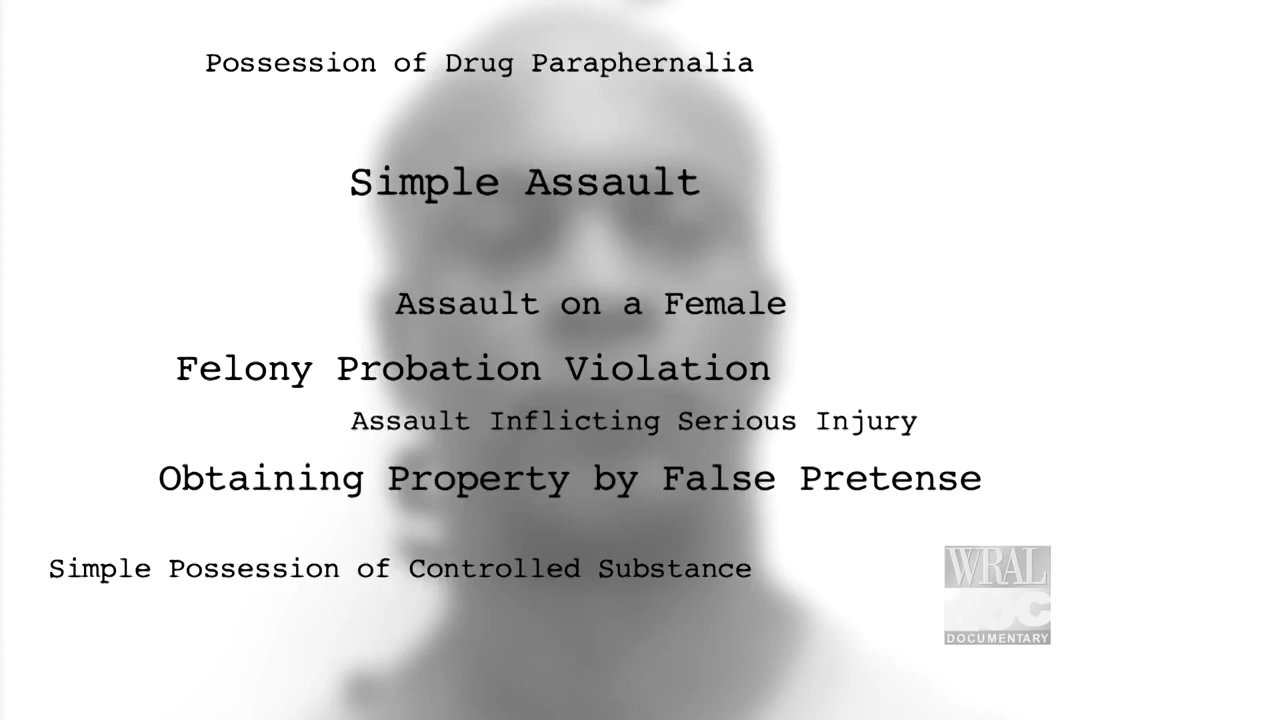 Possession of Drug Paraphernalia
Simple Assault
Assault on a Female
Felony Probation Violation
Assault Inflicting Serious Injury
Obtaining Property by False Pretense
Simple Possession of Controlled Substance
WRAL
DOCUMENTARY